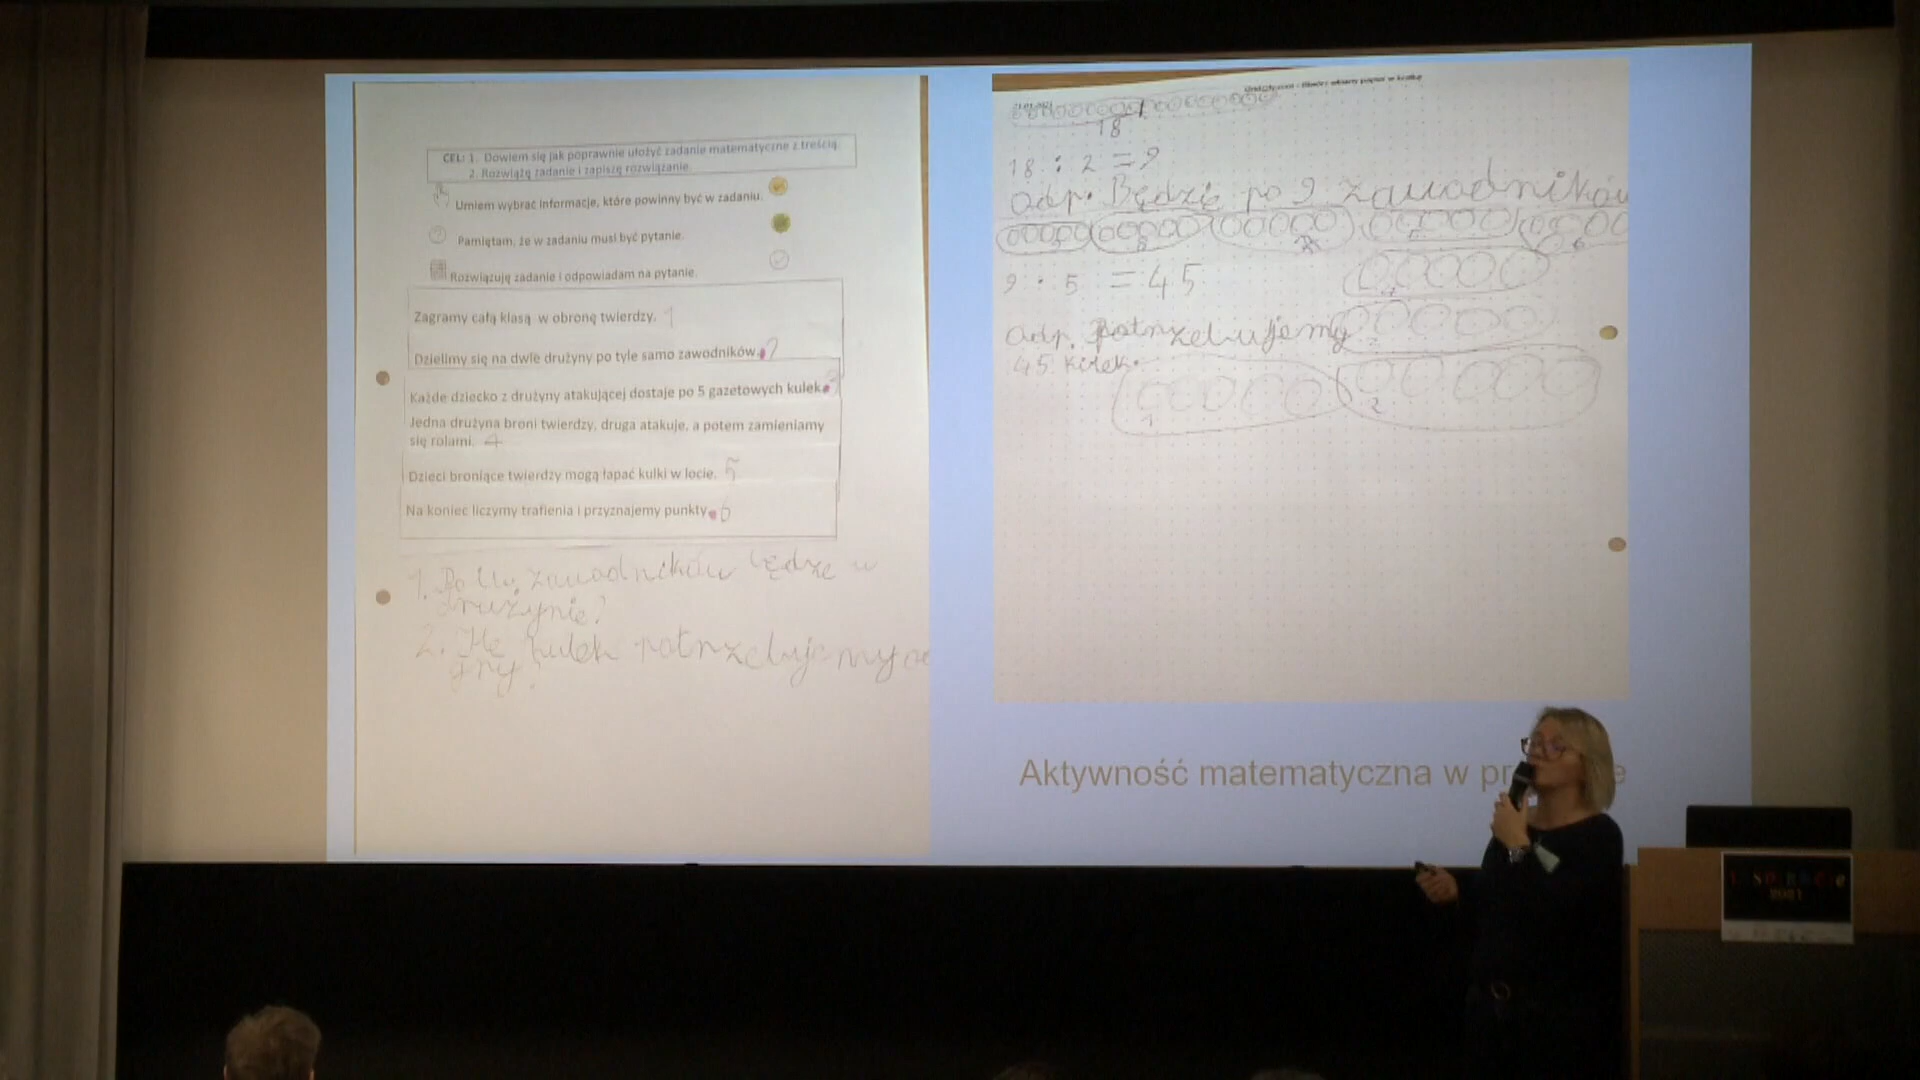 CEL: 1. Dowiem się jak poprawnie ułożyć zadanie matematyczne z treścią.
2. Rozwiążę zadanie i zapiszę rozwiązanie.
Umiem wybrać informacje, które powinny być w zadaniu.
Pamiętam, że w zadaniu musi być pytanie.
Rozwiązuję zadanie i odpowiadam na pytanie.
Zagramy całą klasą w obronę twierdzy. 1
Dzielimy się na dwie drużyny po tyle samo zawodników. 2
Każde dziecko z drużyny atakującej dostaje po 5 gazetowych kulek. 3
Jedna drużyna broni twierdzy, druga atakuje, a potem zamieniamy
się rolami. 4
Dzieci broniące twierdzy mogą łapać kulki w locie. 5
Na koniec liczymy trafienia i przyznajemy punkty. 6
1. Po ilu zawodników będzie w
drużynie?
2. Ile kulek potrzebujemy
gry?
18
18 : 2 = 9
Odp. Będzie po 9 zawodników
9 · 5 = 45
Odp. Potrzebujemy
45 kulek.
Aktywność matematyczna w